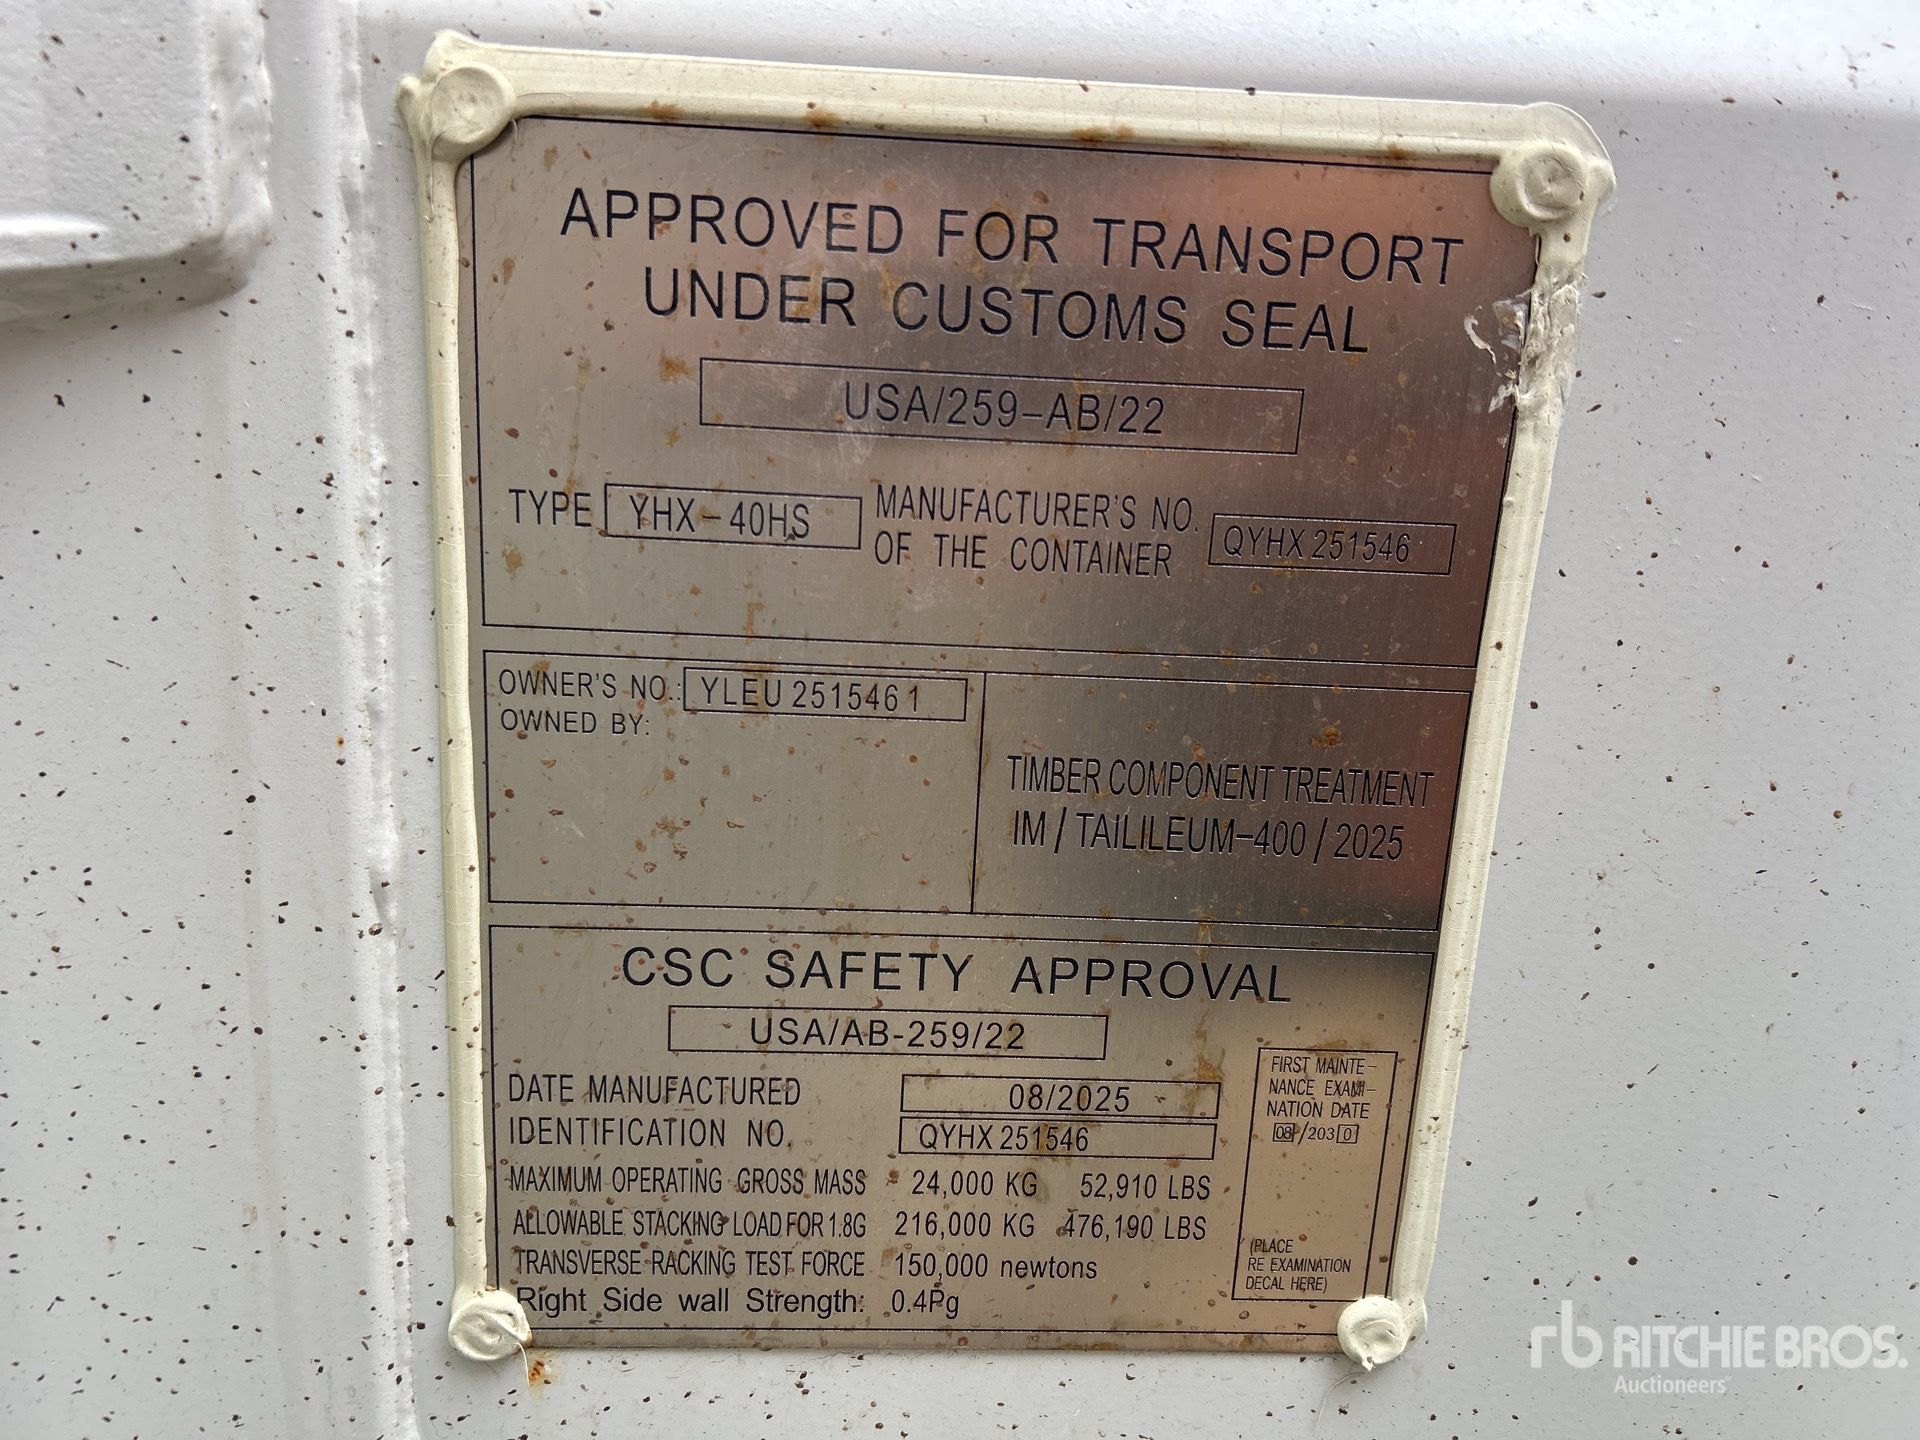 APPROVED FOR TRANSPORT
UNDER CUSTOMS SEAL
USA/259-AB/22
TYPE YHX-40HS
MANUFACTURER'S NO.
OF THE CONTAINER
QYHX 251546
OWNER'S NO.: YLEU 251546 1
OWNED BY:
TIMBER COMPONENT TREATMENT
IM / TAILILEUM-400 / 2025
CSC SAFETY APPROVAL
USA/AB-259/22
DATE MANUFACTURED 08/2025
IDENTIFICATION NO. QYHX 251546
MAXIMUM OPERATING GROSS MASS 24,000 KG 52,910 LBS
ALLOWABLE STACKING LOAD FOR 1.8G 216,000 KG 476,190 LBS
TRANSVERSE RACKING TEST FORCE 150,000 newtons
Right Side wall Strength: 0.4Pg
FIRST MAINTE-
NANCE EXAMI-
NATION DATE
08/2030
(PLACE
RE EXAMINATION
DECAL HERE)
rb RITCHIE BROS.
Auctioneers